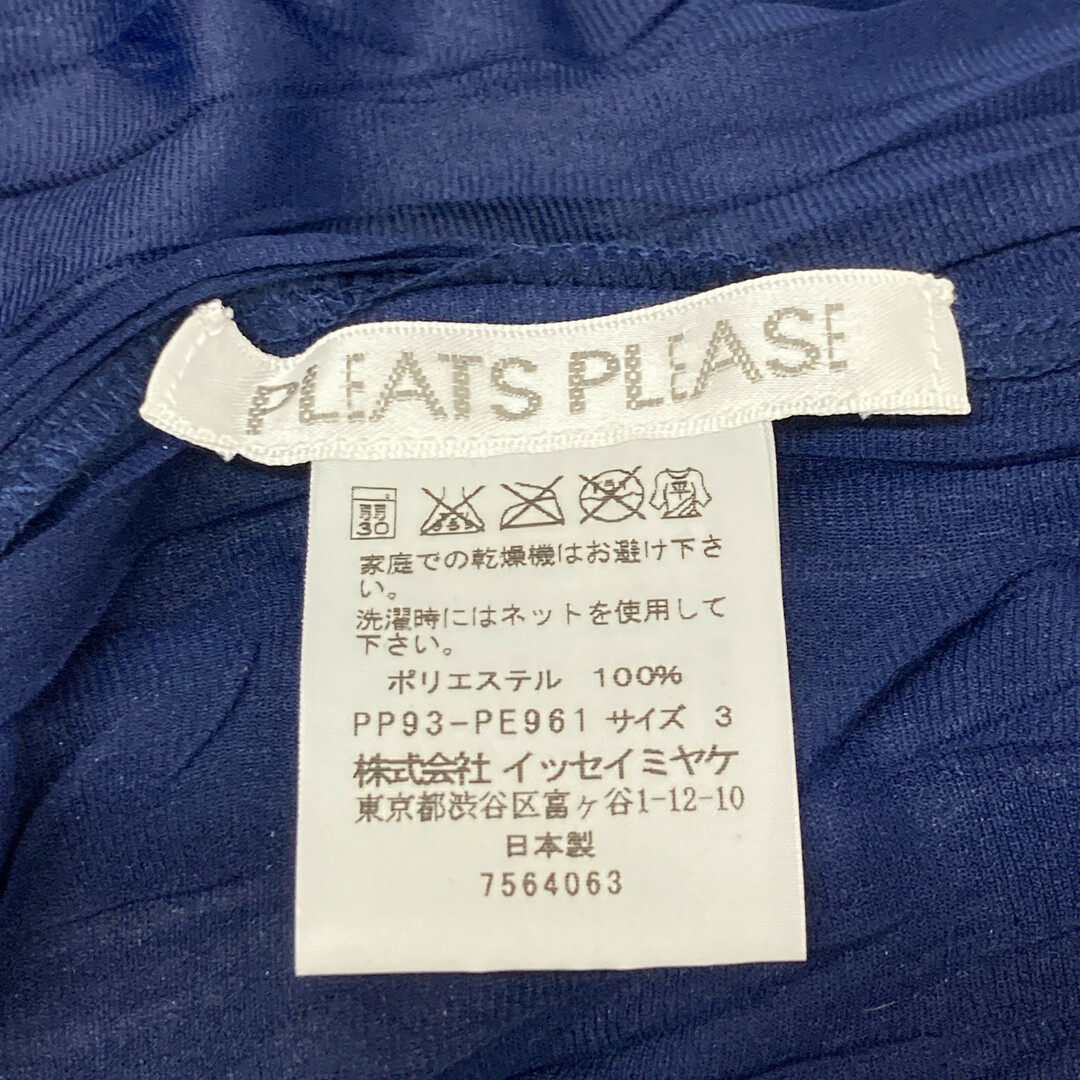 PLEATS PLEASE
弱
30
平
家庭での乾燥機はお避け下さ
い。
洗濯時にはネットを使用して
下さい。
ポリエステル 100%
PP93-PE961 サイズ 3
株式会社 イッセイミヤケ
東京都渋谷区富ヶ谷1-12-10
日本製
7564063